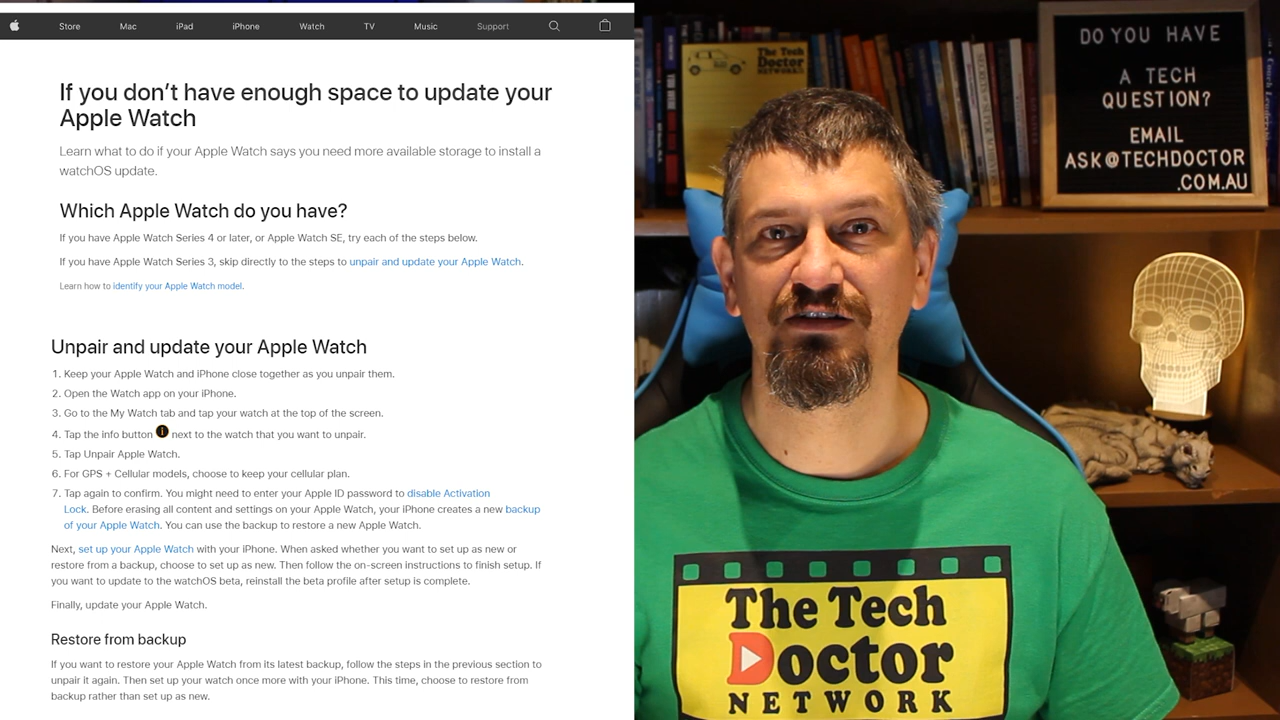 Store Mac iPad iPhone Watch TV Music Support
If you don’t have enough space to update your
Apple Watch
Learn what to do if your Apple Watch says you need more available storage to install a
watchOS update.
Which Apple Watch do you have?
If you have Apple Watch Series 4 or later, or Apple Watch SE, try each of the steps below.
If you have Apple Watch Series 3, skip directly to the steps to unpair and update your Apple Watch.
Learn how to identify your Apple Watch model.
Unpair and update your Apple Watch
1. Keep your Apple Watch and iPhone close together as you unpair them.
2. Open the Watch app on your iPhone.
3. Go to the My Watch tab and tap your watch at the top of the screen.
4. Tap the info button i next to the watch that you want to unpair.
5. Tap Unpair Apple Watch.
6. For GPS + Cellular models, choose to keep your cellular plan.
7. Tap again to confirm. You might need to enter your Apple ID password to disable Activation
Lock. Before erasing all content and settings on your Apple Watch, your iPhone creates a new backup
of your Apple Watch. You can use the backup to restore a new Apple Watch.
Next, set up your Apple Watch with your iPhone. When asked whether you want to set up as new or
restore from a backup, choose to set up as new. Then follow the on-screen instructions to finish setup. If
you want to update to the watchOS beta, reinstall the beta profile after setup is complete.
Finally, update your Apple Watch.
Restore from backup
If you want to restore your Apple Watch from its latest backup, follow the steps in the previous section to
unpair it again. Then set up your watch once more with your iPhone. This time, choose to restore from
backup rather than set up as new.
The Tech
Doctor
NETWORK
DO YOU HAVE
A TECH
QUESTION?
EMAIL
ASK@TECHDOCTOR
.COM.AU
The Tech
Doctor
NETWORK